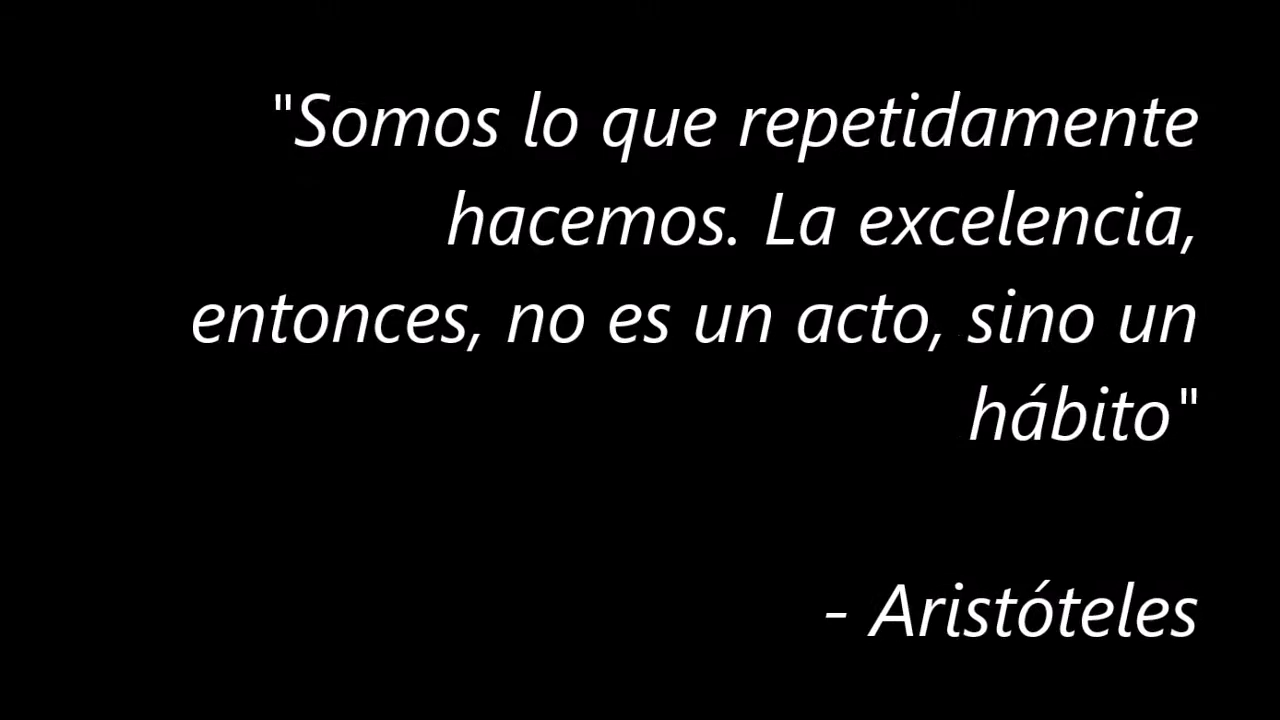 "Somos lo que repetidamente
hacemos. La excelencia,
entonces, no es un acto, sino un
hábito"
- Aristóteles